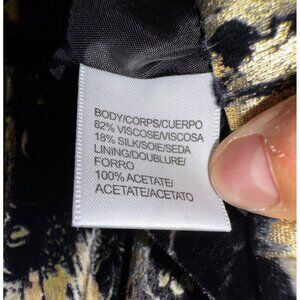 BODY/CORPS/CUERPO
82% VISCOSE/VISCOSA
18% SILK/SOIE/SEDA
LINING/DOUBLURE/
FORRO
100% ACETATE/
ACETATE/ACETATO